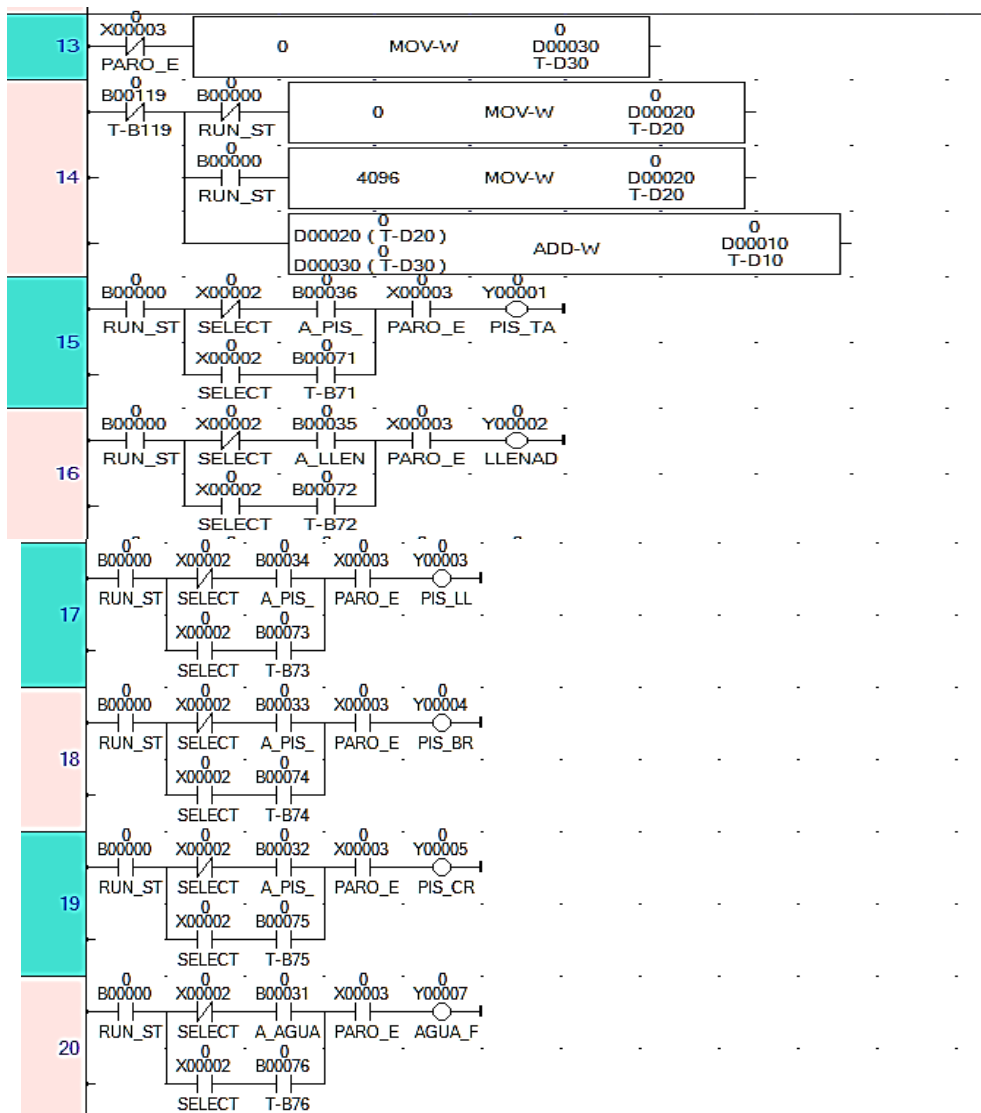 0
X00003
13 0 MOV-W 0 D00030
PARO_E T-D30
0 0
B00119 B00000
0 MOV-W 0 D00020
T-B119 RUN_ST T-D20
0
B00000
14 4096 MOV-W 0 D00020
RUN_ST T-D20
0
D00020 ( T-D20 ) ADD-W 0 D00010
0
D00030 ( T-D30 ) T-D10
0 0 0 0 0
B00000 X00002 B00036 X00003 Y00001
RUN_ST SELECT A_PIS_ PARO_E PIS_TA
15
0 0
X00002 B00071
SELECT T-B71
0 0 0 0 0
B00000 X00002 B00035 X00003 Y00002
RUN_ST SELECT A_LLEN PARO_E LLENAD
16
0 0
X00002 B00072
SELECT T-B72
0 0 0 0 0
B00000 X00002 B00034 X00003 Y00003
RUN_ST SELECT A_PIS_ PARO_E PIS_LL
17
0 0
X00002 B00073
SELECT T-B73
0 0 0 0 0
B00000 X00002 B00033 X00003 Y00004
RUN_ST SELECT A_PIS_ PARO_E PIS_BR
18
0 0
X00002 B00074
SELECT T-B74
0 0 0 0 0
B00000 X00002 B00032 X00003 Y00005
RUN_ST SELECT A_PIS_ PARO_E PIS_CR
19
0 0
X00002 B00075
SELECT T-B75
0 0 0 0 0
B00000 X00002 B00031 X00003 Y00007
RUN_ST SELECT A_AGUA PARO_E AGUA_F
20
0 0
X00002 B00076
SELECT T-B76